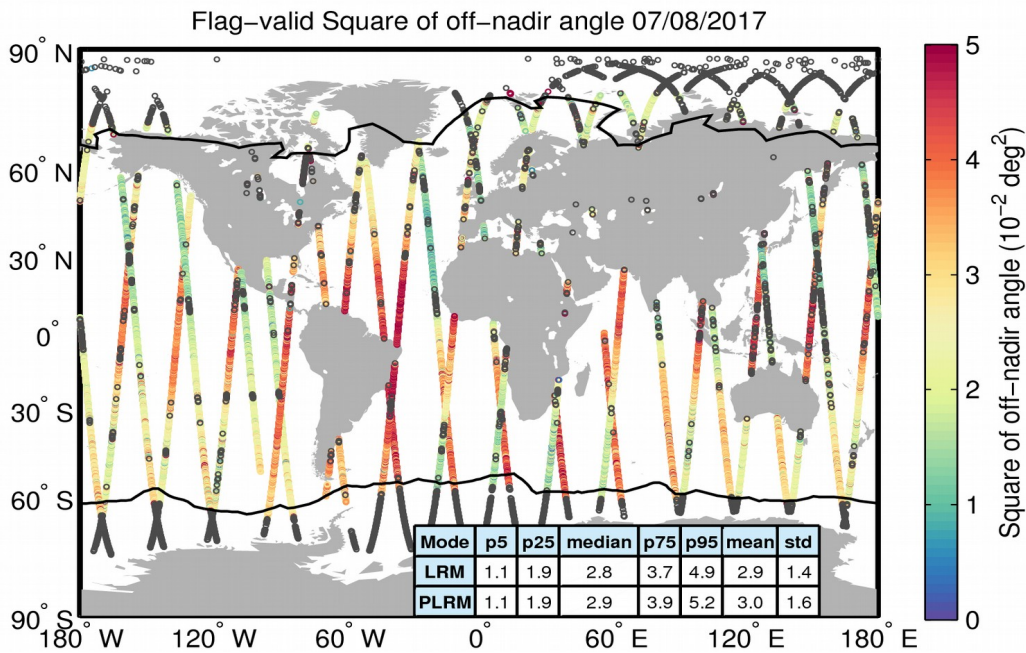 Flag-valid Square of off-nadir angle 07/08/2017
90° N
60° N
30° N
0°
30° S
60° S
90° S
180° W
120° W
60° W
0°
60° E
120° E
180° E
Mode p5 p25 median p75 p95 mean std
LRM 1.1 1.9 2.8 3.7 4.9 2.9 1.4
PLRM 1.1 1.9 2.9 3.9 5.2 3.0 1.6
5
4
3
2
1
0
Square of off-nadir angle (10⁻² deg²)